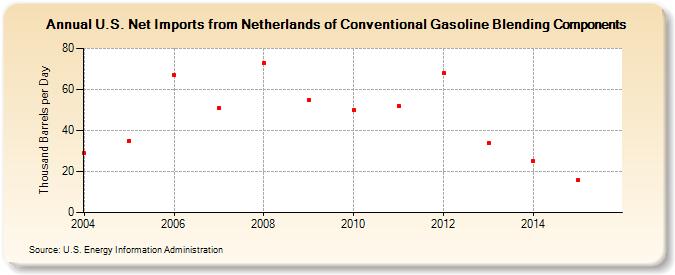 Annual U.S. Net Imports from Netherlands of Conventional Gasoline Blending Components
Thousand Barrels per Day
80
60
40
20
0
2004 2006 2008 2010 2012 2014
Source: U.S. Energy Information Administration